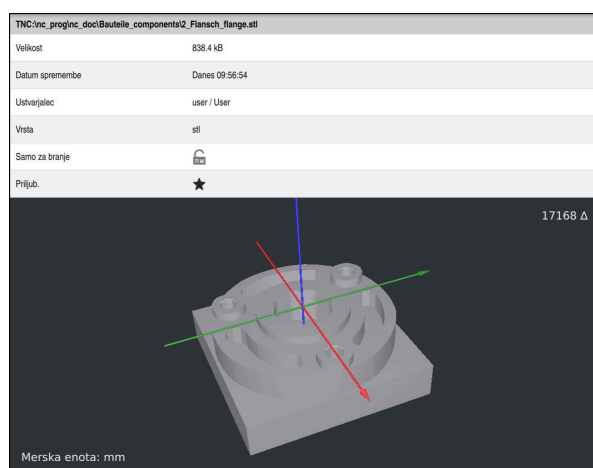 TNC:\nc_prog\nc_doc\Bauteile_components\2_Flansch_flange.stl
Velikost 838.4 kB
Datum spremembe Danes 09:56:54
Ustvarjalec user / User
Vrsta stl
Samo za branje RW
Priljub.
17168 Δ
Merska enota: mm